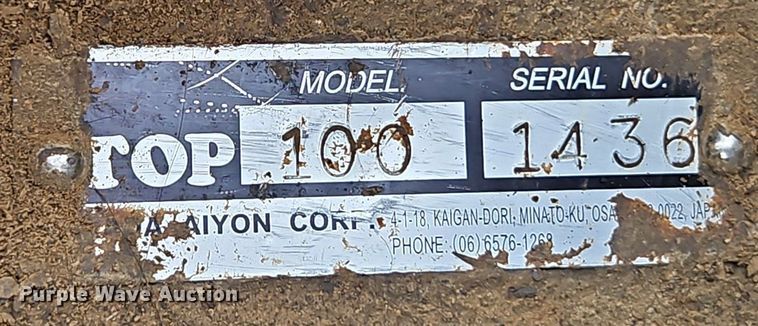 MODEL. SERIAL NO.
TOP 100 1436
AIYON CORP. 4-1-18, KAIGAN-DORI, MINATO-KU, OSA 0022, JAP
PHONE: (06) 6576-1268
Purple Wave Auction